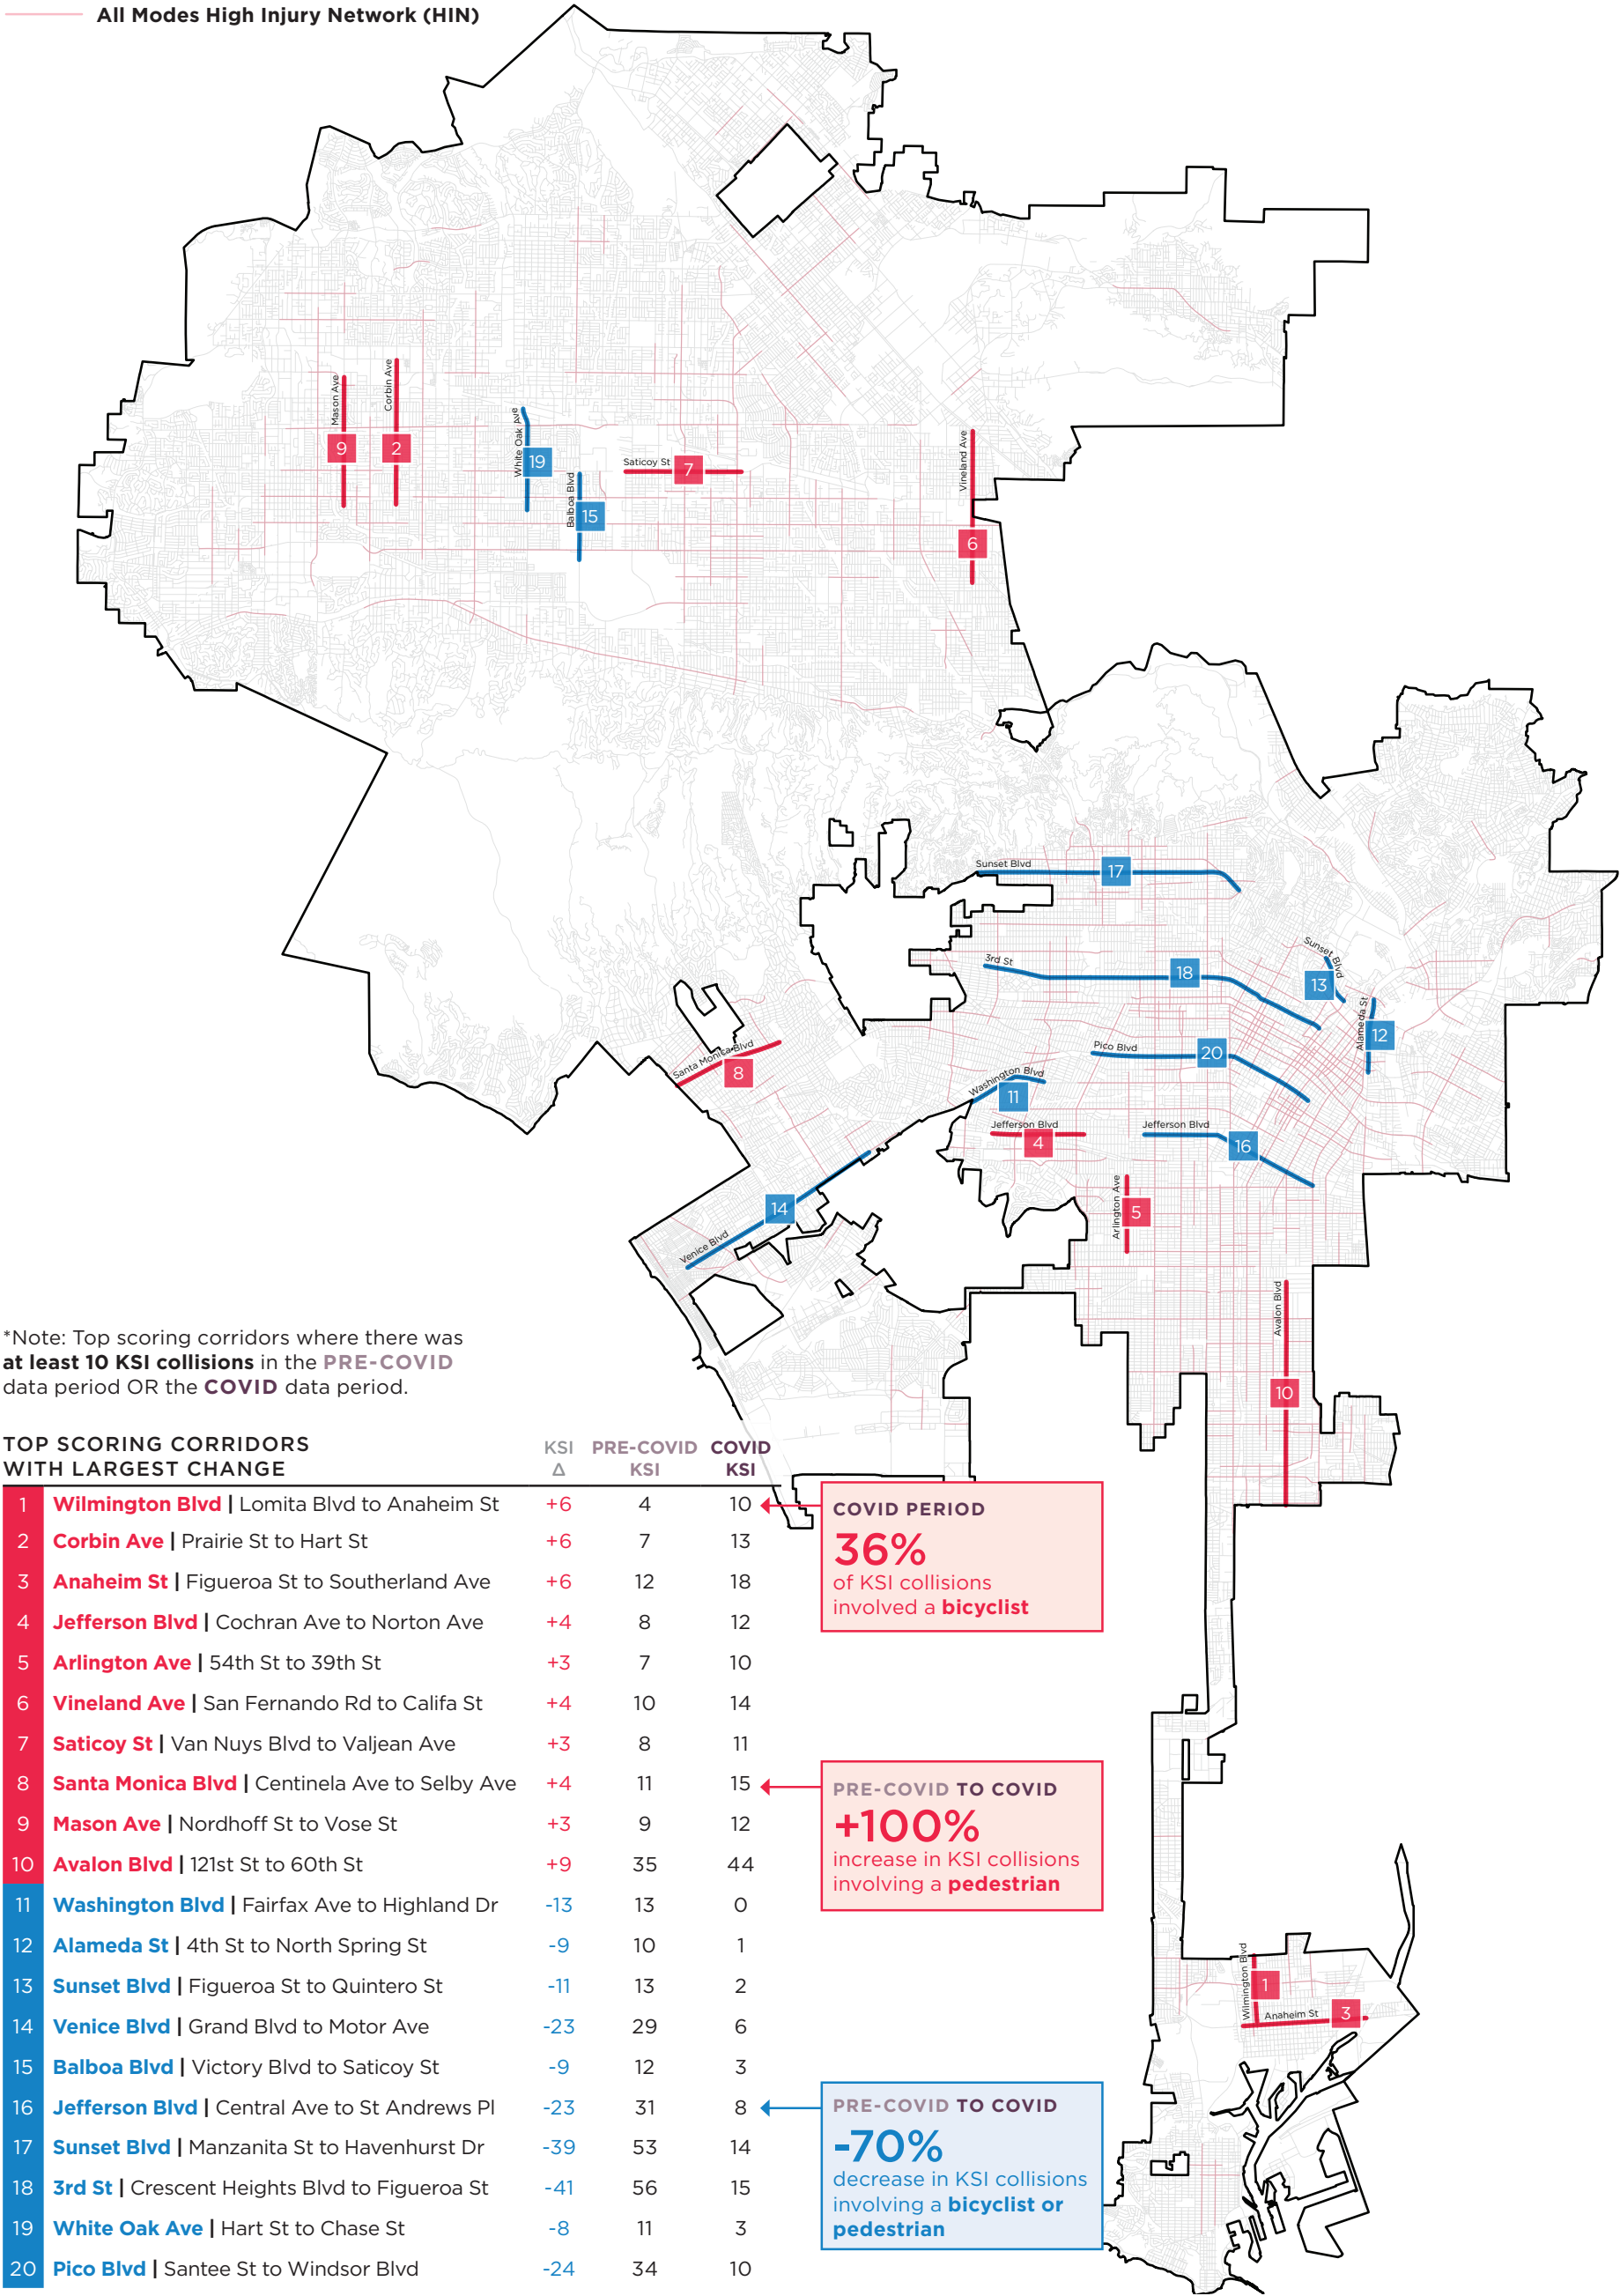 All Modes High Injury Network (HIN)
Mason Ave
9
Corbin Ave
2
White Oak Ave
19
Balboa Blvd
15
Saticoy St
7
Vineland Ave
6
Sunset Blvd
17
3rd St
18
Sunset Blvd
13
Alameda St
12
Santa Monica Blvd
8
Pico Blvd
20
Washington Blvd
11
Jefferson Blvd
4
Jefferson Blvd
16
Venice Blvd
14
Arlington Ave
5
Avalon Blvd
10
Wilmington Blvd
1
Anaheim St
3
*Note: Top scoring corridors where there was
at least 10 KSI collisions in the PRE-COVID
data period OR the COVID data period.
TOP SCORING CORRIDORS
WITH LARGEST CHANGE
KSI Δ
PRE-COVID KSI
COVID KSI
1 Wilmington Blvd | Lomita Blvd to Anaheim St +6 4 10
2 Corbin Ave | Prairie St to Hart St +6 7 13
3 Anaheim St | Figueroa St to Southerland Ave +6 12 18
4 Jefferson Blvd | Cochran Ave to Norton Ave +4 8 12
5 Arlington Ave | 54th St to 39th St +3 7 10
6 Vineland Ave | San Fernando Rd to Califa St +4 10 14
7 Saticoy St | Van Nuys Blvd to Valjean Ave +3 8 11
8 Santa Monica Blvd | Centinela Ave to Selby Ave +4 11 15
9 Mason Ave | Nordhoff St to Vose St +3 9 12
10 Avalon Blvd | 121st St to 60th St +9 35 44
11 Washington Blvd | Fairfax Ave to Highland Dr -13 13 0
12 Alameda St | 4th St to North Spring St -9 10 1
13 Sunset Blvd | Figueroa St to Quintero St -11 13 2
14 Venice Blvd | Grand Blvd to Motor Ave -23 29 6
15 Balboa Blvd | Victory Blvd to Saticoy St -9 12 3
16 Jefferson Blvd | Central Ave to St Andrews Pl -23 31 8
17 Sunset Blvd | Manzanita St to Havenhurst Dr -39 53 14
18 3rd St | Crescent Heights Blvd to Figueroa St -41 56 15
19 White Oak Ave | Hart St to Chase St -8 11 3
20 Pico Blvd | Santee St to Windsor Blvd -24 34 10
COVID PERIOD
36%
of KSI collisions
involved a bicyclist
PRE-COVID TO COVID
+100%
increase in KSI collisions
involving a pedestrian
PRE-COVID TO COVID
-70%
decrease in KSI collisions
involving a bicyclist or
pedestrian